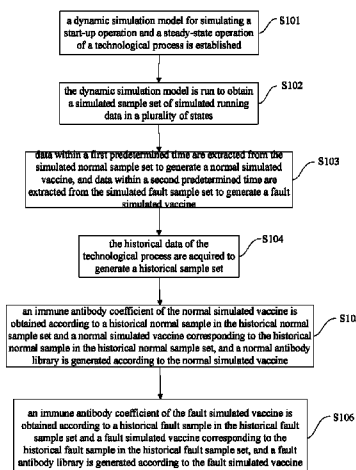 a dynamic simulation model for simulating a
start-up operation and a steady-state operation
of a technological process is established
S101
the dynamic simulation model is run to obtain
a simulated sample set of simulated running
data in a plurality of states
S102
data within a first predetermined time are extracted from the
simulated normal sample set to generate a normal simulated
vaccine, and data within a second predetermined time are
extracted from the simulated fault sample set to generate a fault
simulated vaccine
S103
the historical data of the
technological process are acquired to
generate a historical sample set
S104
an immune antibody coefficient of the normal simulated vaccine is
obtained according to a historical normal sample in the historical normal
sample set and a normal simulated vaccine corresponding to the historical
normal sample in the historical normal sample set, and a normal antibody
library is generated according to the normal simulated vaccine
S10
an immune antibody coefficient of the fault simulated vaccine is
obtained according to a historical fault sample in the historical fault
sample set and a fault simulated vaccine corresponding to the
historical fault sample in the historical fault sample set, and a fault
antibody library is generated according to the fault simulated vaccine
S106